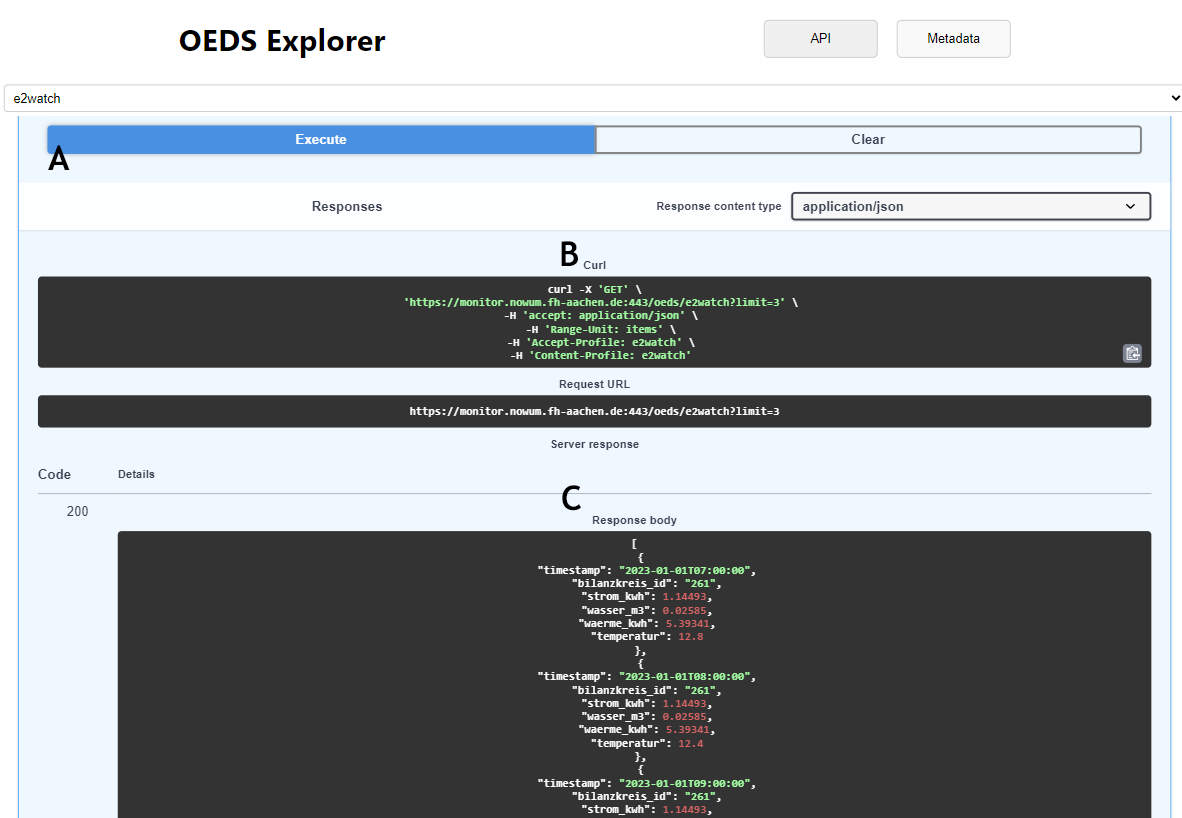 OEDS Explorer
API
Metadata
e2watch
Execute
Clear
A
Responses
Response content type
application/json
B
Curl
curl -X 'GET' \
'https://monitor.nowum.fh-aachen.de:443/oeds/e2watch?limit=3' \
-H 'accept: application/json' \
-H 'Range-Unit: items' \
-H 'Accept-Profile: e2watch' \
-H 'Content-Profile: e2watch'
Request URL
https://monitor.nowum.fh-aachen.de:443/oeds/e2watch?limit=3
Server response
Code
Details
C
200
Response body
[
{
"timestamp": "2023-01-01T07:00:00",
"bilanzkreis_id": "261",
"strom_kwh": 1.14493,
"wasser_m3": 0.02585,
"waerme_kwh": 5.39341,
"temperatur": 12.8
},
{
"timestamp": "2023-01-01T08:00:00",
"bilanzkreis_id": "261",
"strom_kwh": 1.14493,
"wasser_m3": 0.02585,
"waerme_kwh": 5.39341,
"temperatur": 12.4
},
{
"timestamp": "2023-01-01T09:00:00",
"bilanzkreis_id": "261",
"strom_kwh": 1.14493,